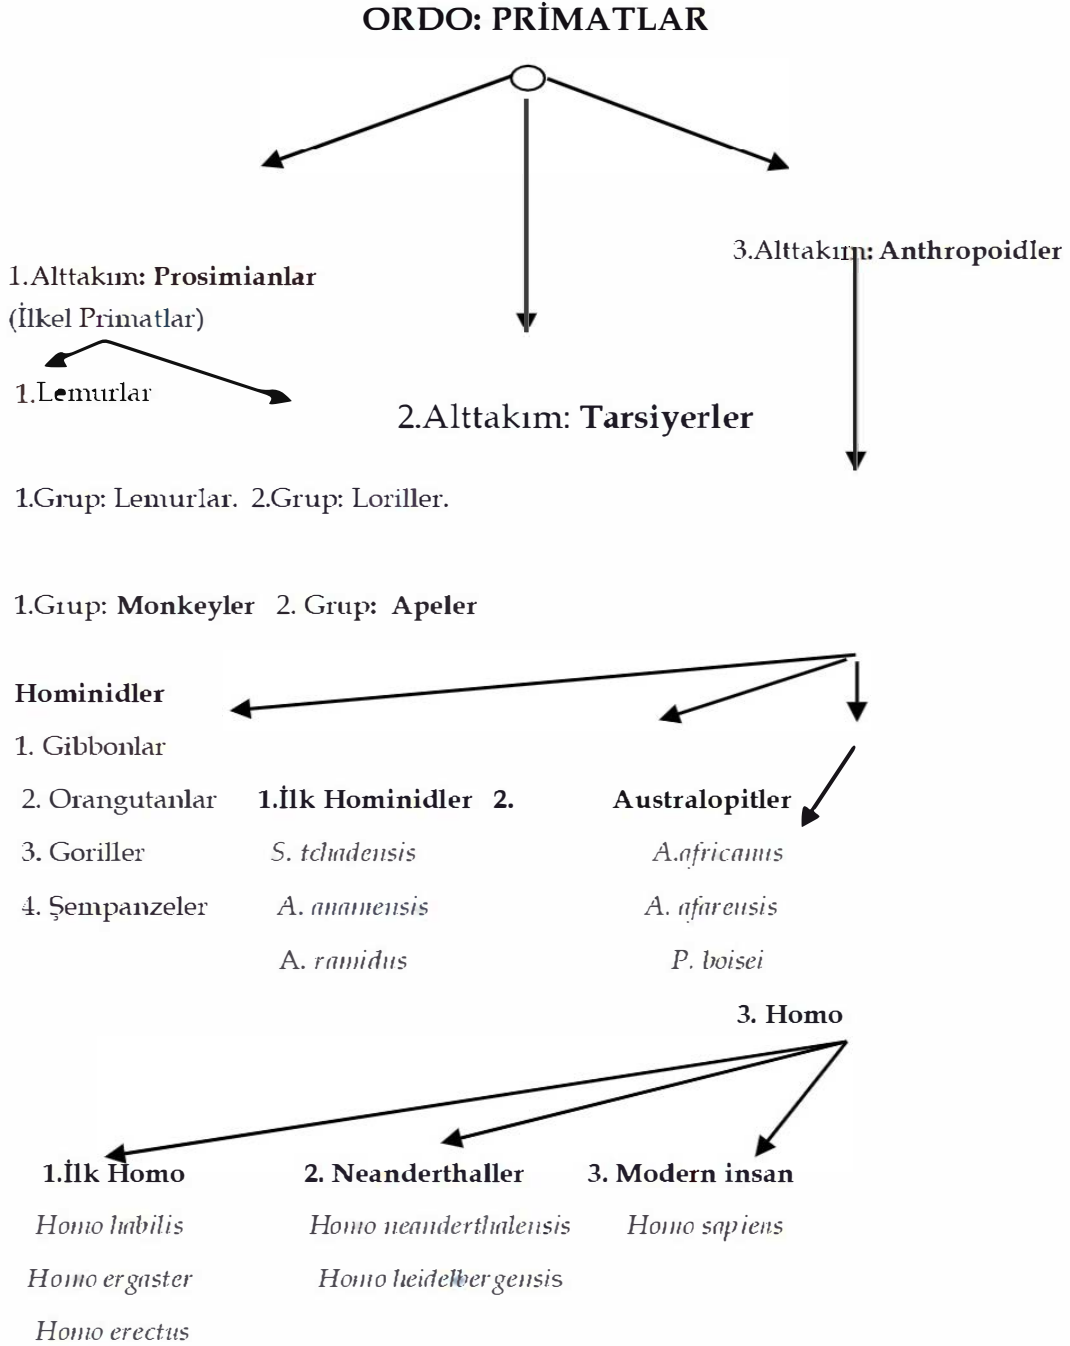 ORDO: PRİMATLAR
3.Alttakım: Anthropoidler
1.Alttakım: Prosimianlar
(İlkel Primatlar)
1.Lemurlar
2.Alttakım: Tarsiyerler
1.Grup: Lemurlar. 2.Grup: Loriller.
1.Grup: Monkeyler 2. Grup: Apeler
Hominidler
1. Gibbonlar
2. Orangutanlar 1.İlk Hominidler 2. Australopitler
3. Goriller S. tchadensis A.africanus
4. Şempanzeler A. anamensis A. afarensis
A. ramidus P. boisei
3. Homo
1.İlk Homo 2. Neanderthaller 3. Modern insan
Homo habilis Homo neanderthalensis Homo sapiens
Homo ergaster Homo heidelbergensis
Homo erectus